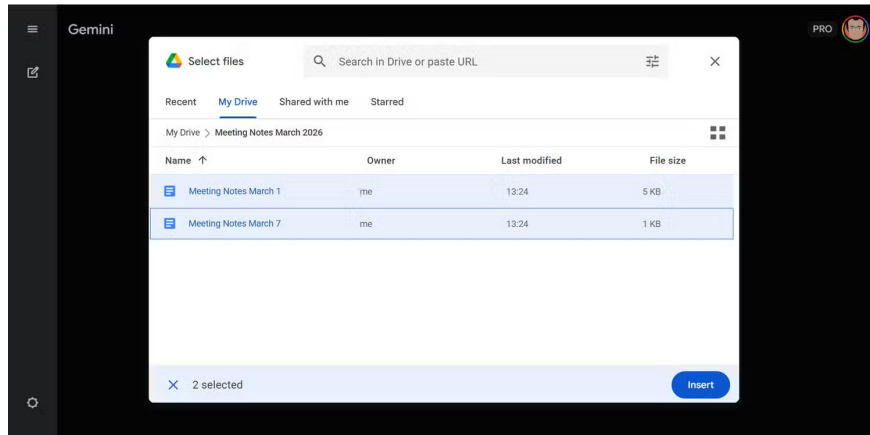 Gemini
PRO
Select files
Search in Drive or paste URL
Recent My Drive Shared with me Starred
My Drive > Meeting Notes March 2026
Name ↑ Owner Last modified File size
Meeting Notes March 1 me 13:24 5 KB
Meeting Notes March 7 me 13:24 1 KB
2 selected
Insert